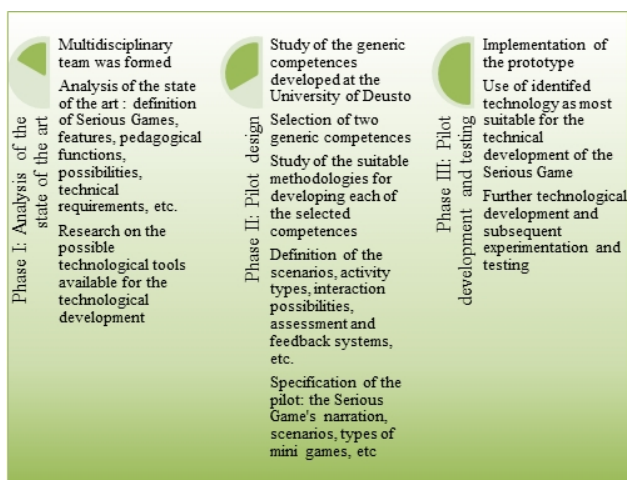 Phase I: Analysis of the
state of the art
Multidisciplinary
team was formed
Analysis of the state
of the art : definition
of Serious Games,
features, pedagogical
functions,
possibilities,
technical
requirements, etc.
Research on the
possible
technological tools
available for the
technological
development
Phase II: Pilot design
Study of the generic
competences
developed at the
University of Deusto
Selection of two
generic competences
Study of the suitable
methodologies for
developing each of
the selected
competences
Definition of the
scenarios, activity
types, interaction
possibilities,
assessment and
feedback systems,
etc.
Specification of the
pilot: the Serious
Game's narration,
scenarios, types of
mini games, etc
Phase III: Pilot
development and testing
Implementation of
the prototype
Use of identifed
technology as most
suitable for the
technical
development of the
Serious Game
Further technological
development and
subsequent
experimentation and
testing